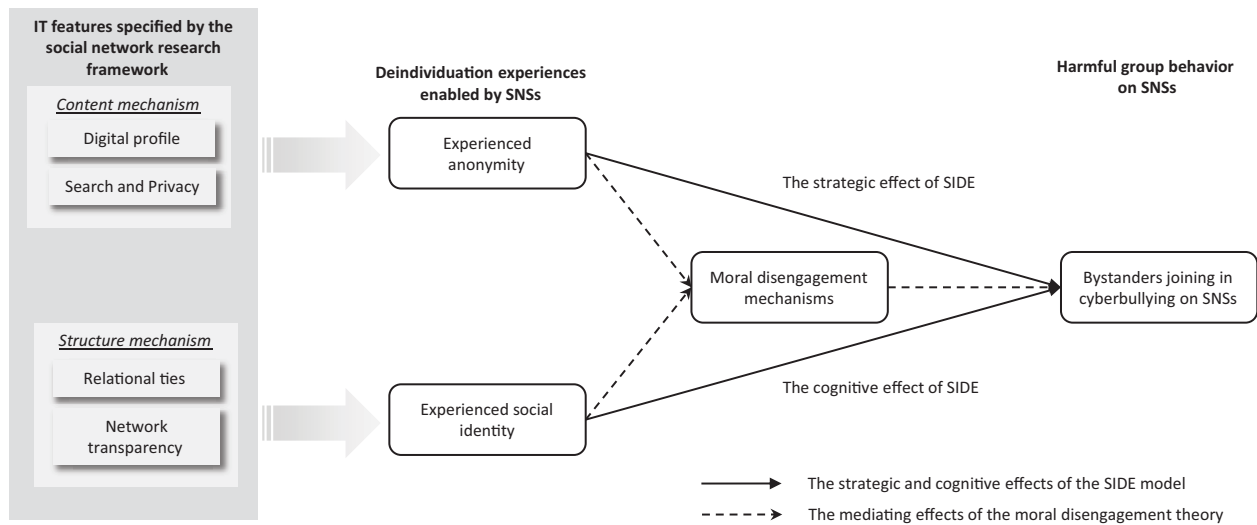 IT features specified by the
social network research
framework
Content mechanism
Digital profile
Search and Privacy
Structure mechanism
Relational ties
Network
transparency
Deindividuation experiences
enabled by SNSs
Experienced
anonymity
Experienced social
identity
The strategic effect of SIDE
Moral disengagement
mechanisms
The cognitive effect of SIDE
Harmful group behavior
on SNSs
Bystanders joining in
cyberbullying on SNSs
The strategic and cognitive effects of the SIDE model
The mediating effects of the moral disengagement theory